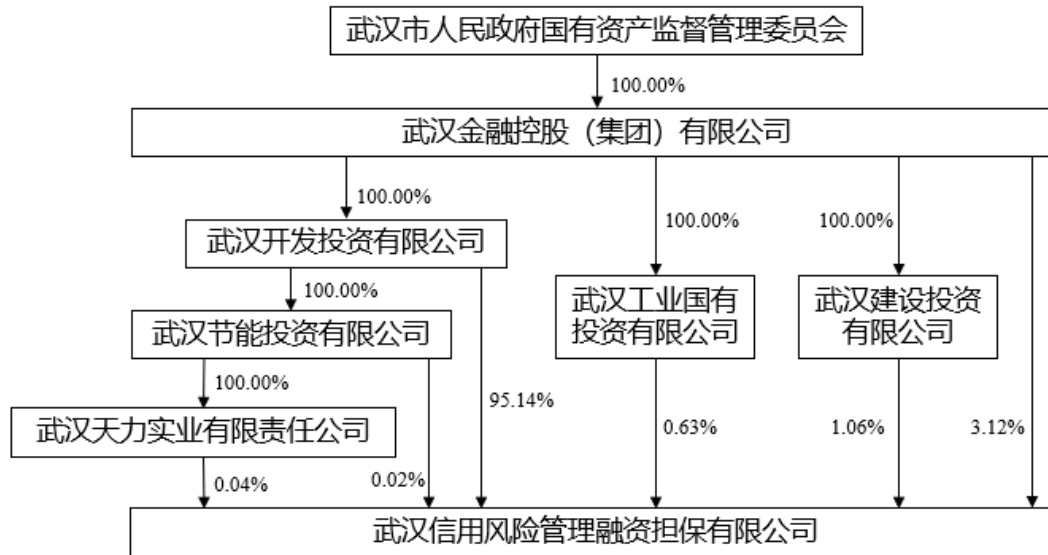 武汉市人民政府国有资产监督管理委员会
100.00%
武汉金融控股（集团）有限公司
100.00%
100.00%
100.00%
武汉开发投资有限公司
100.00%
武汉工业国有
投资有限公司
武汉建设投资
有限公司
武汉节能投资有限公司
100.00%
95.14%
武汉天力实业有限责任公司
0.63%
1.06%
3.12%
0.04%
0.02%
武汉信用风险管理融资担保有限公司